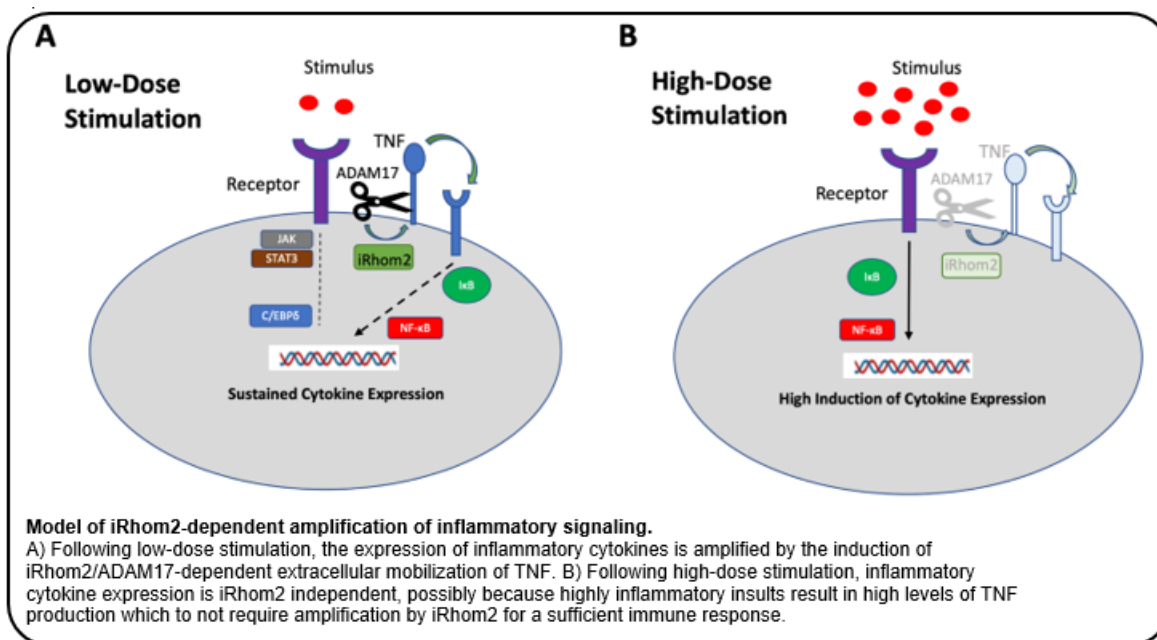 A
Low-Dose
Stimulation
Stimulus
TNF
ADAM17
Receptor
JAK
STAT3
iRhom2
IκB
C/EBPδ
NF-κB
Sustained Cytokine Expression
B
High-Dose
Stimulation
Stimulus
TNF
ADAM17
Receptor
iRhom2
IκB
NF-κB
High Induction of Cytokine Expression
Model of iRhom2-dependent amplification of inflammatory signaling.
A) Following low-dose stimulation, the expression of inflammatory cytokines is amplified by the induction of
iRhom2/ADAM17-dependent extracellular mobilization of TNF. B) Following high-dose stimulation, inflammatory
cytokine expression is iRhom2 independent, possibly because highly inflammatory insults result in high levels of TNF
production which to not require amplification by iRhom2 for a sufficient immune response.